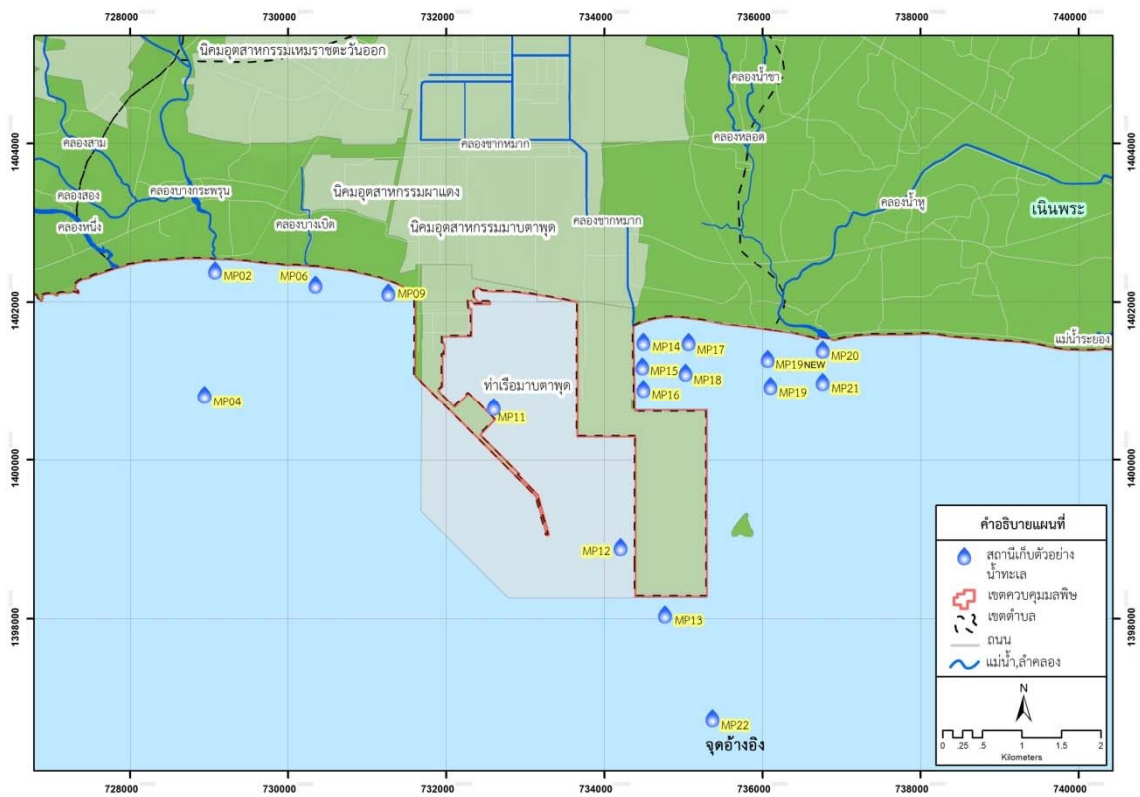 728000 730000 732000 734000 736000 738000 740000
นิคมอุตสาหกรรมเหมราชตะวันออก
คลองน้ำชา
1404000
คลองสาม
คลองชากหมาก
คลองหลอด
1404000
คลองสอง
คลองบางกระพรุน
นิคมอุตสาหกรรมผาแดง
คลองน้ำหู
เนินพระ
คลองหนึ่ง
คลองบางเบิด
นิคมอุตสาหกรรมมาบตาพุด
คลองชากหมาก
MP02
MP06
MP09
1402000
1402000
MP14
MP17
MP20
แม่น้ำระยอง
MP19NEW
MP15
MP18
MP16
MP19
MP21
MP04
ท่าเรือมาบตาพุด
MP11
1400000
1400000
MP12
MP13
1398000
1398000
MP22
จุดอ้างอิง
คำอธิบายแผนที่
สถานีเก็บตัวอย่าง
น้ำทะเล
เขตควบคุมมลพิษ
เขตตำบล
ถนน
แม่น้ำ,ลำคลอง
N
0 .25 .5 1 1.5 2
Kilometers
728000 730000 732000 734000 736000 738000 740000